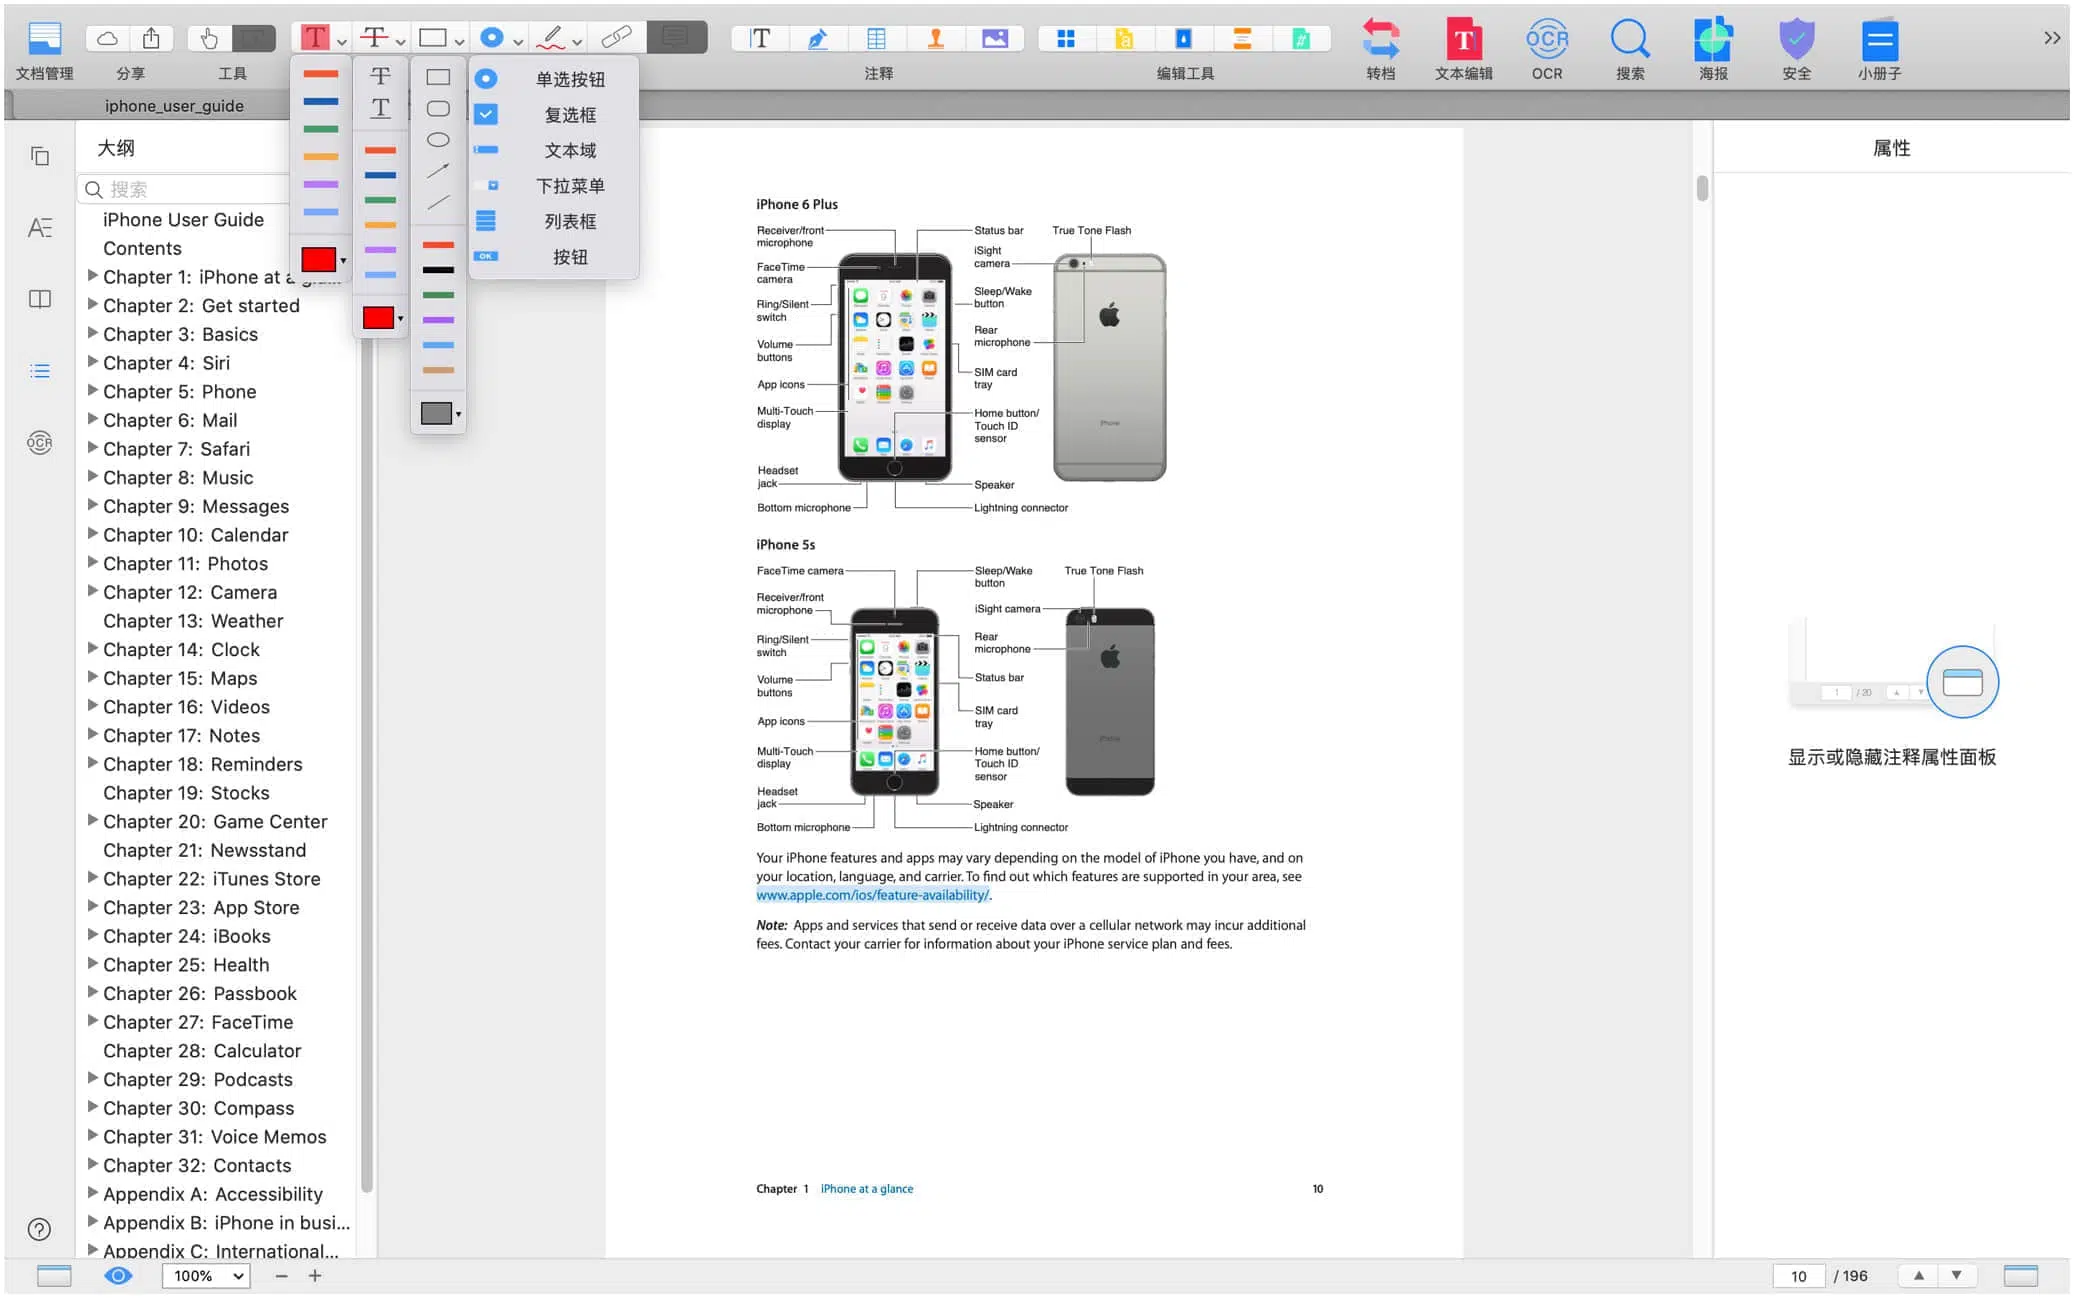 文档管理
分享
工具
注释
编辑工具
转档
文本编辑
OCR
OCR
搜索
海报
安全
小册子
iphone_user_guide
单选按钮
复选框
文本域
下拉菜单
列表框
OK
按钮
大纲
搜索
iPhone User Guide
Contents
Chapter 1: iPhone at a
Chapter 2: Get started
Chapter 3: Basics
Chapter 4: Siri
Chapter 5: Phone
Chapter 6: Mail
Chapter 7: Safari
Chapter 8: Music
Chapter 9: Messages
Chapter 10: Calendar
Chapter 11: Photos
Chapter 12: Camera
Chapter 13: Weather
Chapter 14: Clock
Chapter 15: Maps
Chapter 16: Videos
Chapter 17: Notes
Chapter 18: Reminders
Chapter 19: Stocks
Chapter 20: Game Center
Chapter 21: Newsstand
Chapter 22: iTunes Store
Chapter 23: App Store
Chapter 24: iBooks
Chapter 25: Health
Chapter 26: Passbook
Chapter 27: FaceTime
Chapter 28: Calculator
Chapter 29: Podcasts
Chapter 30: Compass
Chapter 31: Voice Memos
Chapter 32: Contacts
Appendix A: Accessibility
Appendix B: iPhone in busi...
Appendix C: International...
OCR
iPhone 6 Plus
Receiver/front
microphone
FaceTime
camera
Ring/Silent
switch
Volume
buttons
App icons
Multi-Touch
display
Headset
jack
Bottom microphone
Status bar
iSight
camera
Sleep/Wake
button
Rear
microphone
SIM card
tray
Home button/
Touch ID
sensor
Speaker
Lightning connector
True Tone Flash
iPhone
iPhone 5s
FaceTime camera
Receiver/front
microphone
Ring/Silent
switch
Volume
buttons
App icons
Multi-Touch
display
Headset
jack
Bottom microphone
Sleep/Wake
button
iSight camera
Rear
microphone
Status bar
SIM card
tray
Home button/
Touch ID
sensor
Speaker
Lightning connector
True Tone Flash
iPhone
Your iPhone features and apps may vary depending on the model of iPhone you have, and on
your location, language, and carrier. To find out which features are supported in your area, see
www.apple.com/ios/feature-availability/.
Note: Apps and services that send or receive data over a cellular network may incur additional
fees. Contact your carrier for information about your iPhone service plan and fees.
Chapter 1 iPhone at a glance 10
属性
1 / 20
显示或隐藏注释属性面板
100%
10 / 196